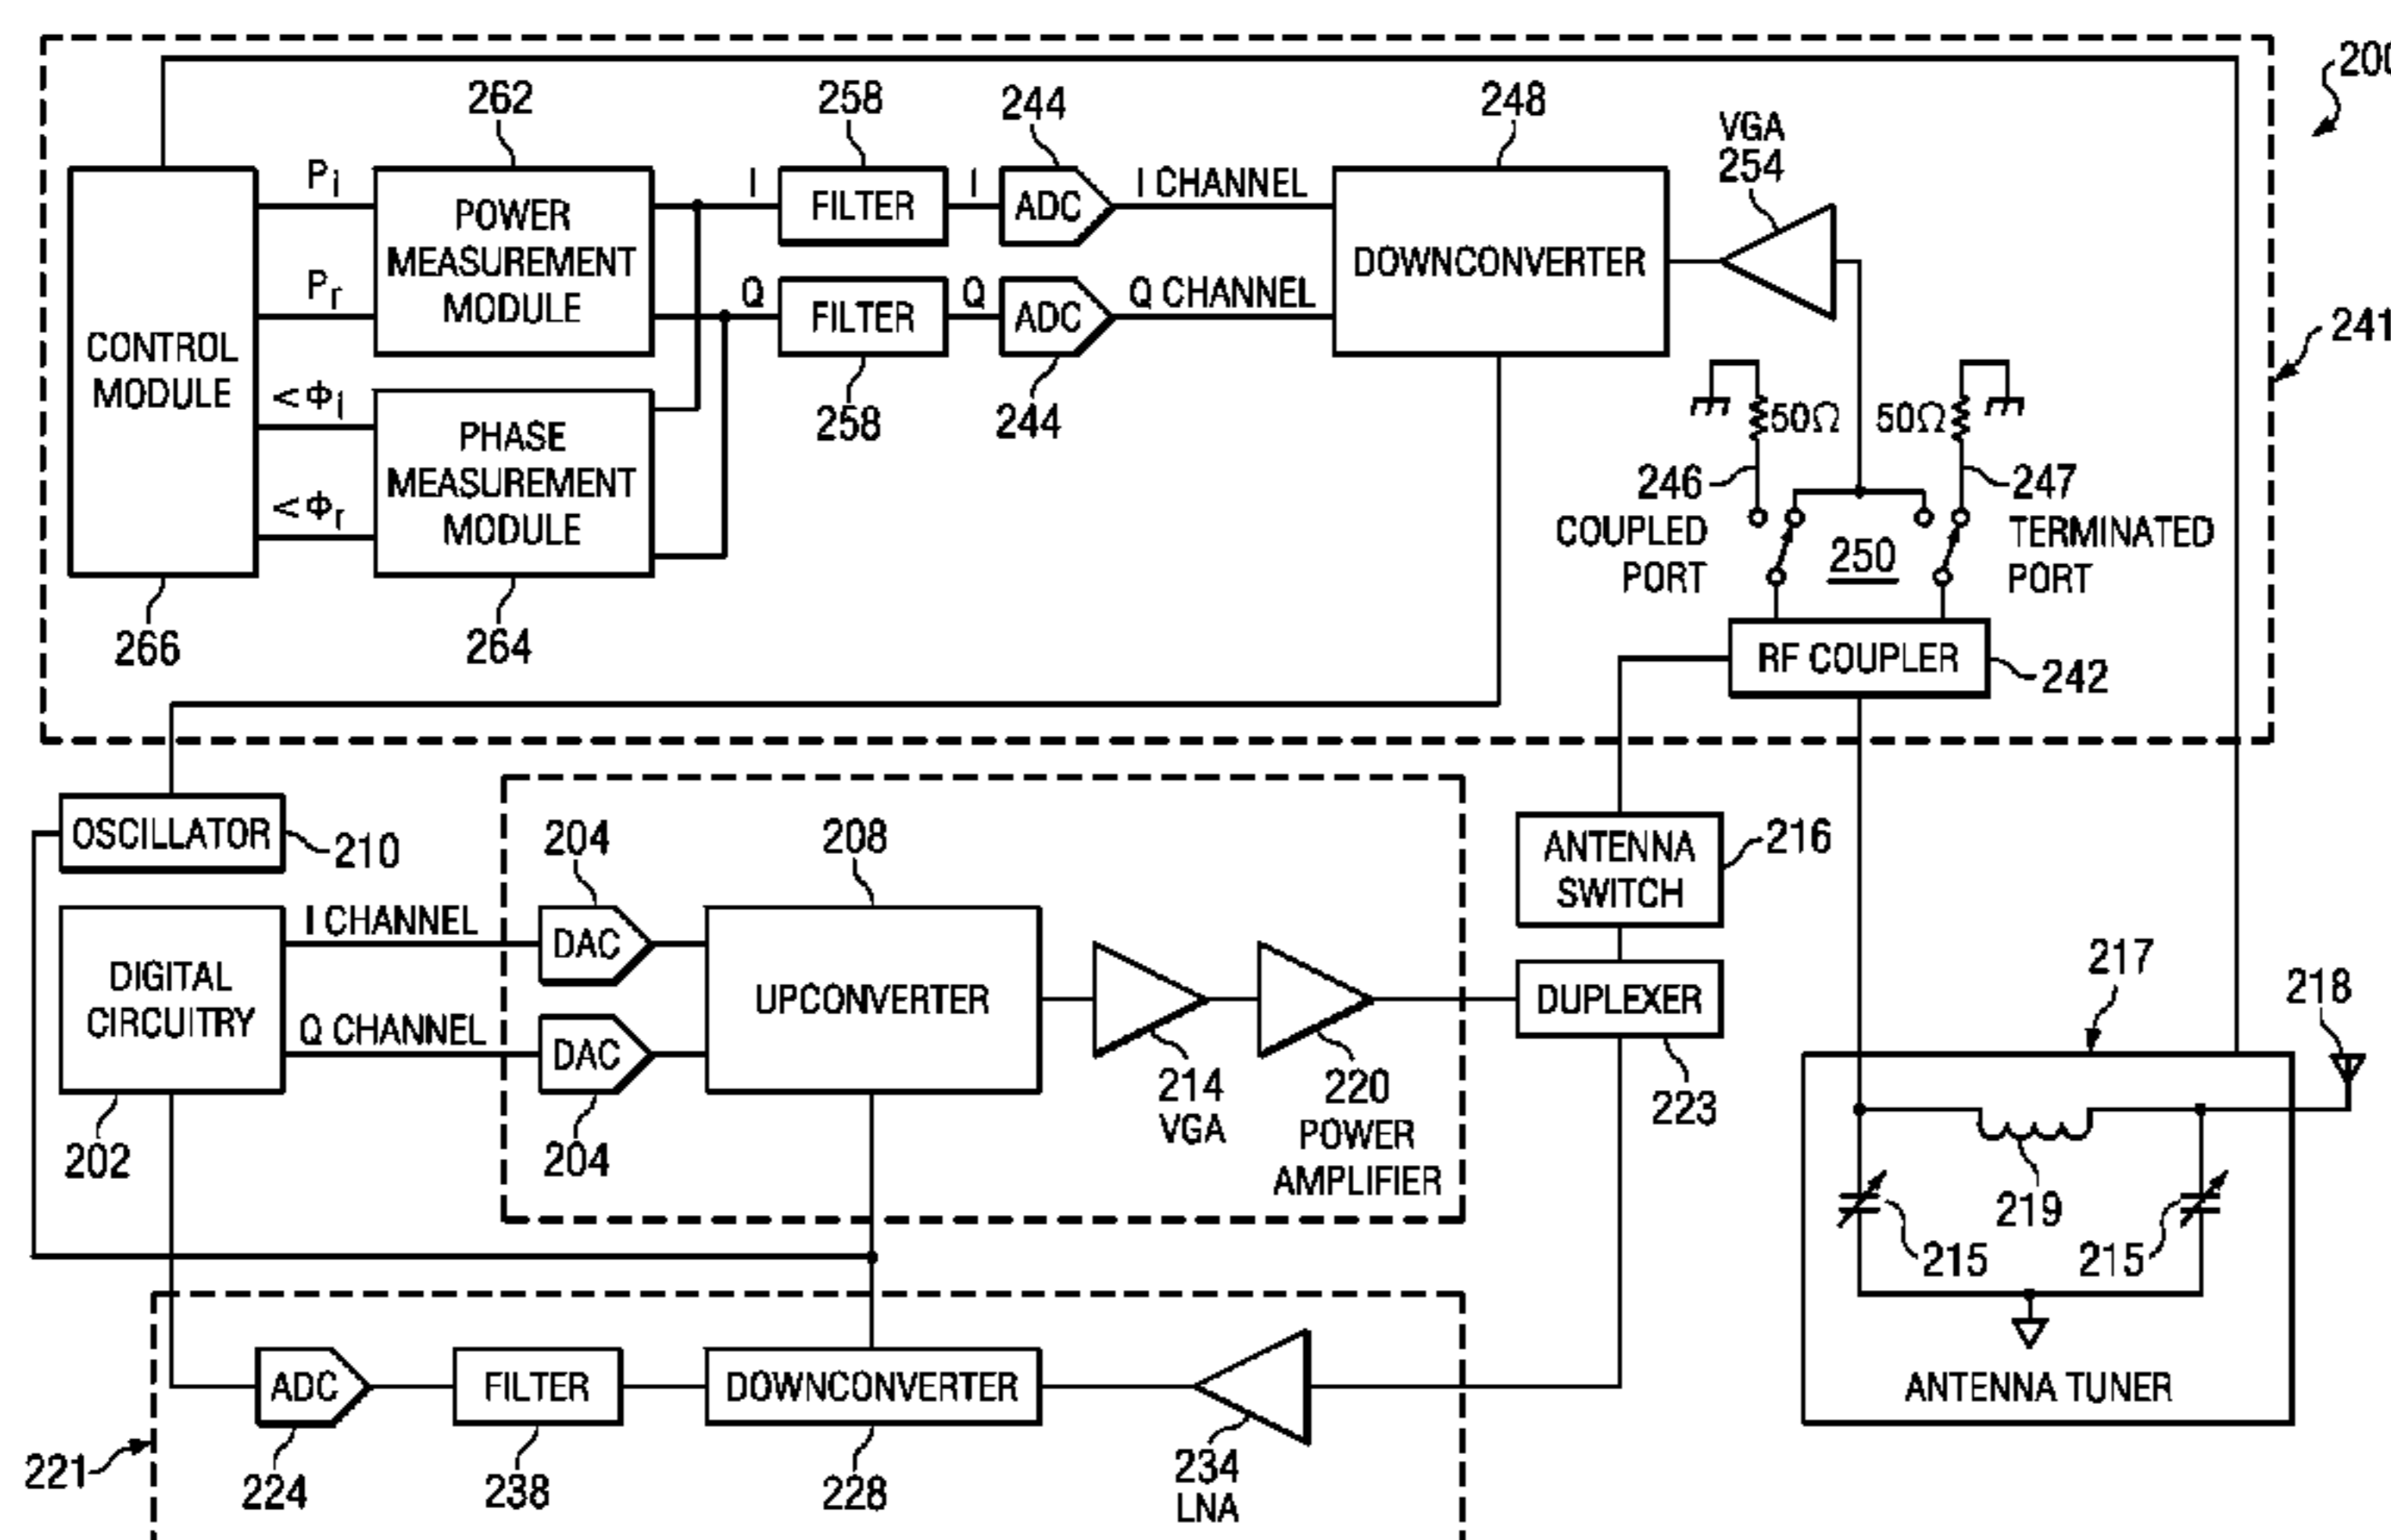 200
262
258
244
248
VGA
254
Pi
Pr
<Φi
<Φr
CONTROL
MODULE
POWER
MEASUREMENT
MODULE
PHASE
MEASUREMENT
MODULE
I
FILTER
I
ADC
I CHANNEL
Q
FILTER
Q
ADC
Q CHANNEL
DOWNCONVERTER
241
258
244
50Ω
50Ω
246
COUPLED
PORT
250
247
TERMINATED
PORT
266
264
RF COUPLER
242
OSCILLATOR
210
204
208
ANTENNA
SWITCH
216
DIGITAL
CIRCUITRY
I CHANNEL
Q CHANNEL
DAC
DAC
UPCONVERTER
DUPLEXER
217
218
202
204
214
VGA
220
POWER
AMPLIFIER
223
219
215
215
ANTENNA TUNER
ADC
FILTER
DOWNCONVERTER
221
224
238
228
234
LNA